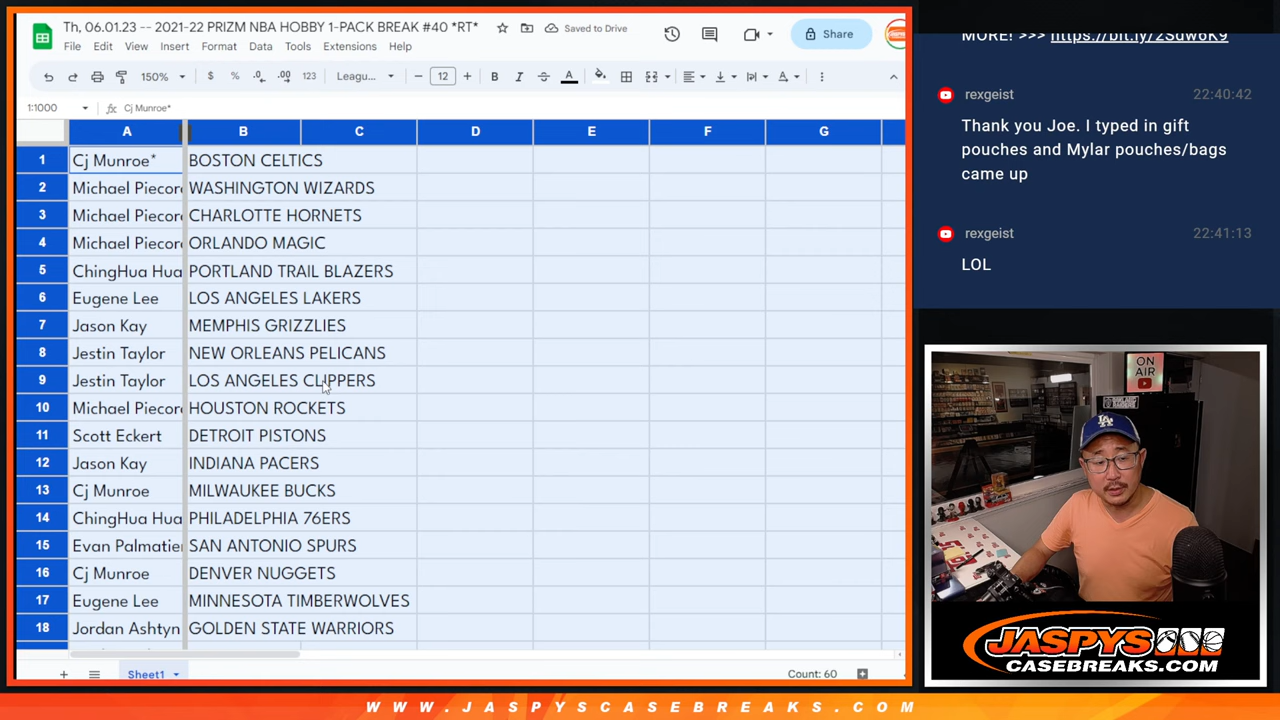 Th, 06.01.23 -- 2021-22 PRIZM NBA HOBBY 1-PACK BREAK #40 *RT*
Saved to Drive
Share
File Edit View Insert Format Data Tools Extensions Help
150% $ % .0 .00 123 Leagu... 12 B I A
1:1000 fx Cj Munroe*
A B C D E F G
1 Cj Munroe* BOSTON CELTICS
2 Michael Piecor WASHINGTON WIZARDS
3 Michael Piecor CHARLOTTE HORNETS
4 Michael Piecor ORLANDO MAGIC
5 ChingHua Hua PORTLAND TRAIL BLAZERS
6 Eugene Lee LOS ANGELES LAKERS
7 Jason Kay MEMPHIS GRIZZLIES
8 Jestin Taylor NEW ORLEANS PELICANS
9 Jestin Taylor LOS ANGELES CLIPPERS
10 Michael Piecor HOUSTON ROCKETS
11 Scott Eckert DETROIT PISTONS
12 Jason Kay INDIANA PACERS
13 Cj Munroe MILWAUKEE BUCKS
14 ChingHua Hua PHILADELPHIA 76ERS
15 Evan Palmatier SAN ANTONIO SPURS
16 Cj Munroe DENVER NUGGETS
17 Eugene Lee MINNESOTA TIMBERWOLVES
18 Jordan Ashtyn GOLDEN STATE WARRIORS
Sheet1
Count: 60
MORE! >>> https://bit.ly/2Sdw6K9
rexgeist 22:40:42
Thank you Joe. I typed in gift
pouches and Mylar pouches/bags
came up
rexgeist 22:41:13
LOL
ON
AIR
LA
JASPYS
CASEBREAKS.COM
WWW.JASPYSCASEBREAKS.COM